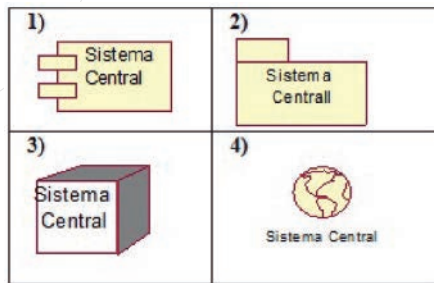 1)
Sistema
Central
2)
Sistema
Centrall
3)
Sistema
Central
4)
Sistema Central